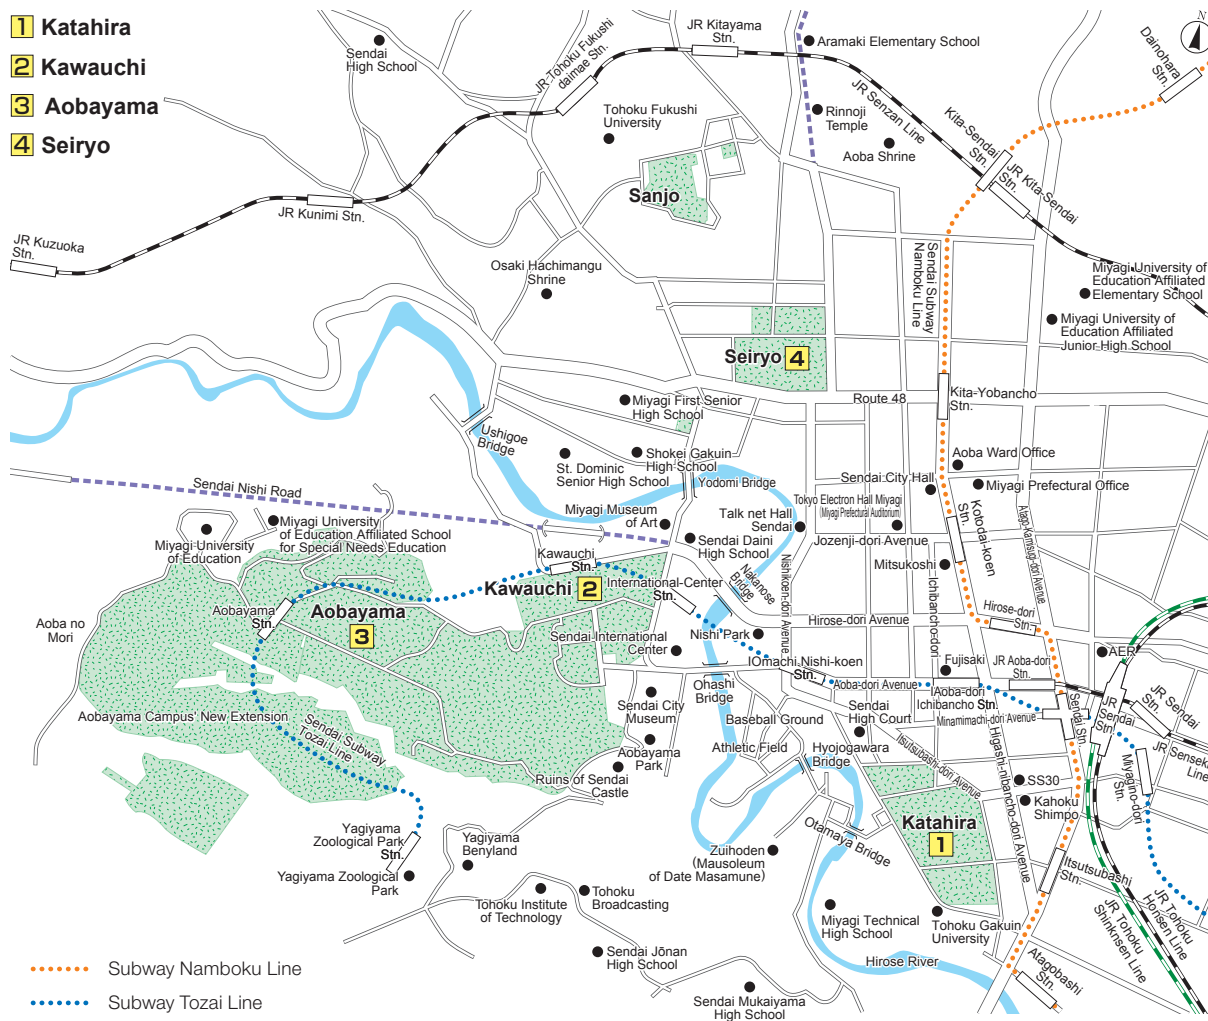 1 Katahira
2 Kawauchi
3 Aobayama
4 Seiryo
N
Sendai
High School
JR-Tohoku Fukushi
daimae Stn.
JR Kitayama
Stn.
Aramaki Elementary School
Dainohara
Stn.
Tohoku Fukushi
University
Rinnoji
Temple
JR Senzan Line
Aoba Shrine
Kita-Sendai
Stn.
JR Kita-Sendai
Stn.
Sanjo
JR Kunimi Stn.
JR Kuzuoka
Stn.
Osaki Hachimangu
Shrine
Sendai Subway
Namboku Line
Miyagi University of
Education Affiliated
Elementary School
Miyagi University of
Education Affiliated
Junior High School
Seiryo 4
Miyagi First Senior
High School
Route 48
Kita-Yobancho
Stn.
Ushigoe
Bridge
St. Dominic
Senior High School
Shokei Gakuin
High School
Yodomi Bridge
Aoba Ward Office
Sendai City Hall
Miyagi Prefectural Office
Sendai Nishi Road
Tokyo Electron Hall Miyagi
(Miyagi Prefectural Auditorium)
Miyagi Museum
of Art
Talk net Hall
Sendai
Jozenji-dori Avenue
Kotodai-koen
Stn.
Atago-Kamisugi-dori Avenue
Miyagi University
of Education
Miyagi University
of Education Affiliated School
for Special Needs Education
Sendai Daini
High School
Kawauchi
Stn.
Nakanose
Bridge
Nishikoen-dori Avenue
Mitsukoshi
Ichibancho-dori
Kawauchi 2
International-Center
Stn.
Aobayama
Stn.
Aobayama
3
Aoba no
Mori
Hirose-dori Avenue
Hirose-dori
Stn.
Sendai International
Center
Nishi Park
IOmachi Nishi-koen
Stn.
Fujisaki
JR Aoba-dori
Stn.
AER
Aoba-dori Avenue
IAoba-dori
Ichibancho Stn.
Ohashi
Bridge
Sendai City
Museum
Baseball Ground
Sendai
High Court
Minamimachi-dori Avenue
Sendai Stn.
JR
Sendai
Stn.
JR Sendai
Stn.
JR Senseki
Line
Aobayama Campus' New Extension
Sendai Subway
Tozai Line
Aobayama
Park
Athletic Field
Hyojogawara
Bridge
Itsutsubashi-dori Avenue
Higashi-nibancho-dori Avenue
Miyagino-dori
Stn.
Ruins of Sendai
Castle
SS30
Kahoku
Shimpo
Katahira
1
Otamaya Bridge
Yagiyama
Zoological Park
Stn.
Yagiyama
Benyland
Zuihoden
(Mausoleum
of Date Masamune)
Itsutsubashi
Stn.
Yagiyama Zoological
Park
Tohoku Institute
of Technology
Tohoku
Broadcasting
Miyagi Technical
High School
Tohoku Gakuin
University
JR Tohoku
Honsen Line
JR Tohoku
Shinknsen Line
Sendai Jōnan
High School
Hirose River
Atagobashi
Stn.
Sendai Mukaiyama
High School
Subway Namboku Line
Subway Tozai Line